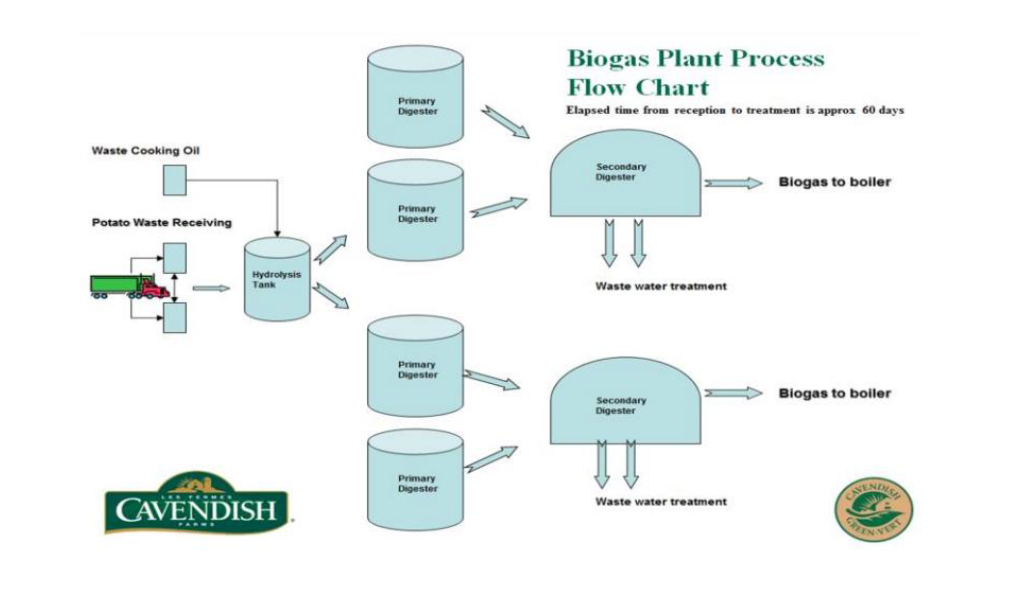 Biogas Plant Process
Flow Chart
Elapsed time from reception to treatment is approx 60 days
Waste Cooking Oil
Potato Waste Receiving
Hydrolysis
Tank
Primary
Digester
Primary
Digester
Primary
Digester
Primary
Digester
Secondary
Digester
Biogas to boiler
Waste water treatment
Secondary
Digester
Biogas to boiler
Waste water treatment
LES FERMES
CAVENDISH
FARMS
CAVENDISH
GREEN-VERT